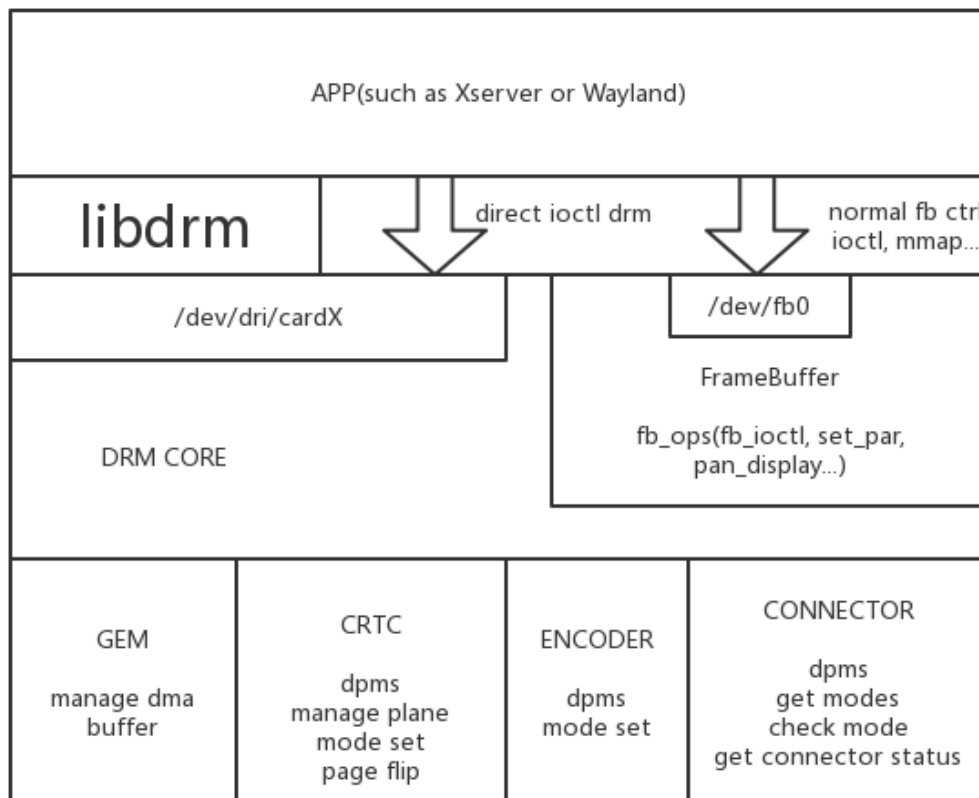 APP(such as Xserver or Wayland)
libdrm
direct ioctl drm
normal fb ctrl
ioctl, mmap...
/dev/dri/cardX
/dev/fb0
FrameBuffer
fb_ops(fb_ioctl, set_par,
pan_display...)
DRM CORE
GEM
manage dma
buffer
CRTC
dpms
manage plane
mode set
page flip
ENCODER
dpms
mode set
CONNECTOR
dpms
get modes
check mode
get connector status